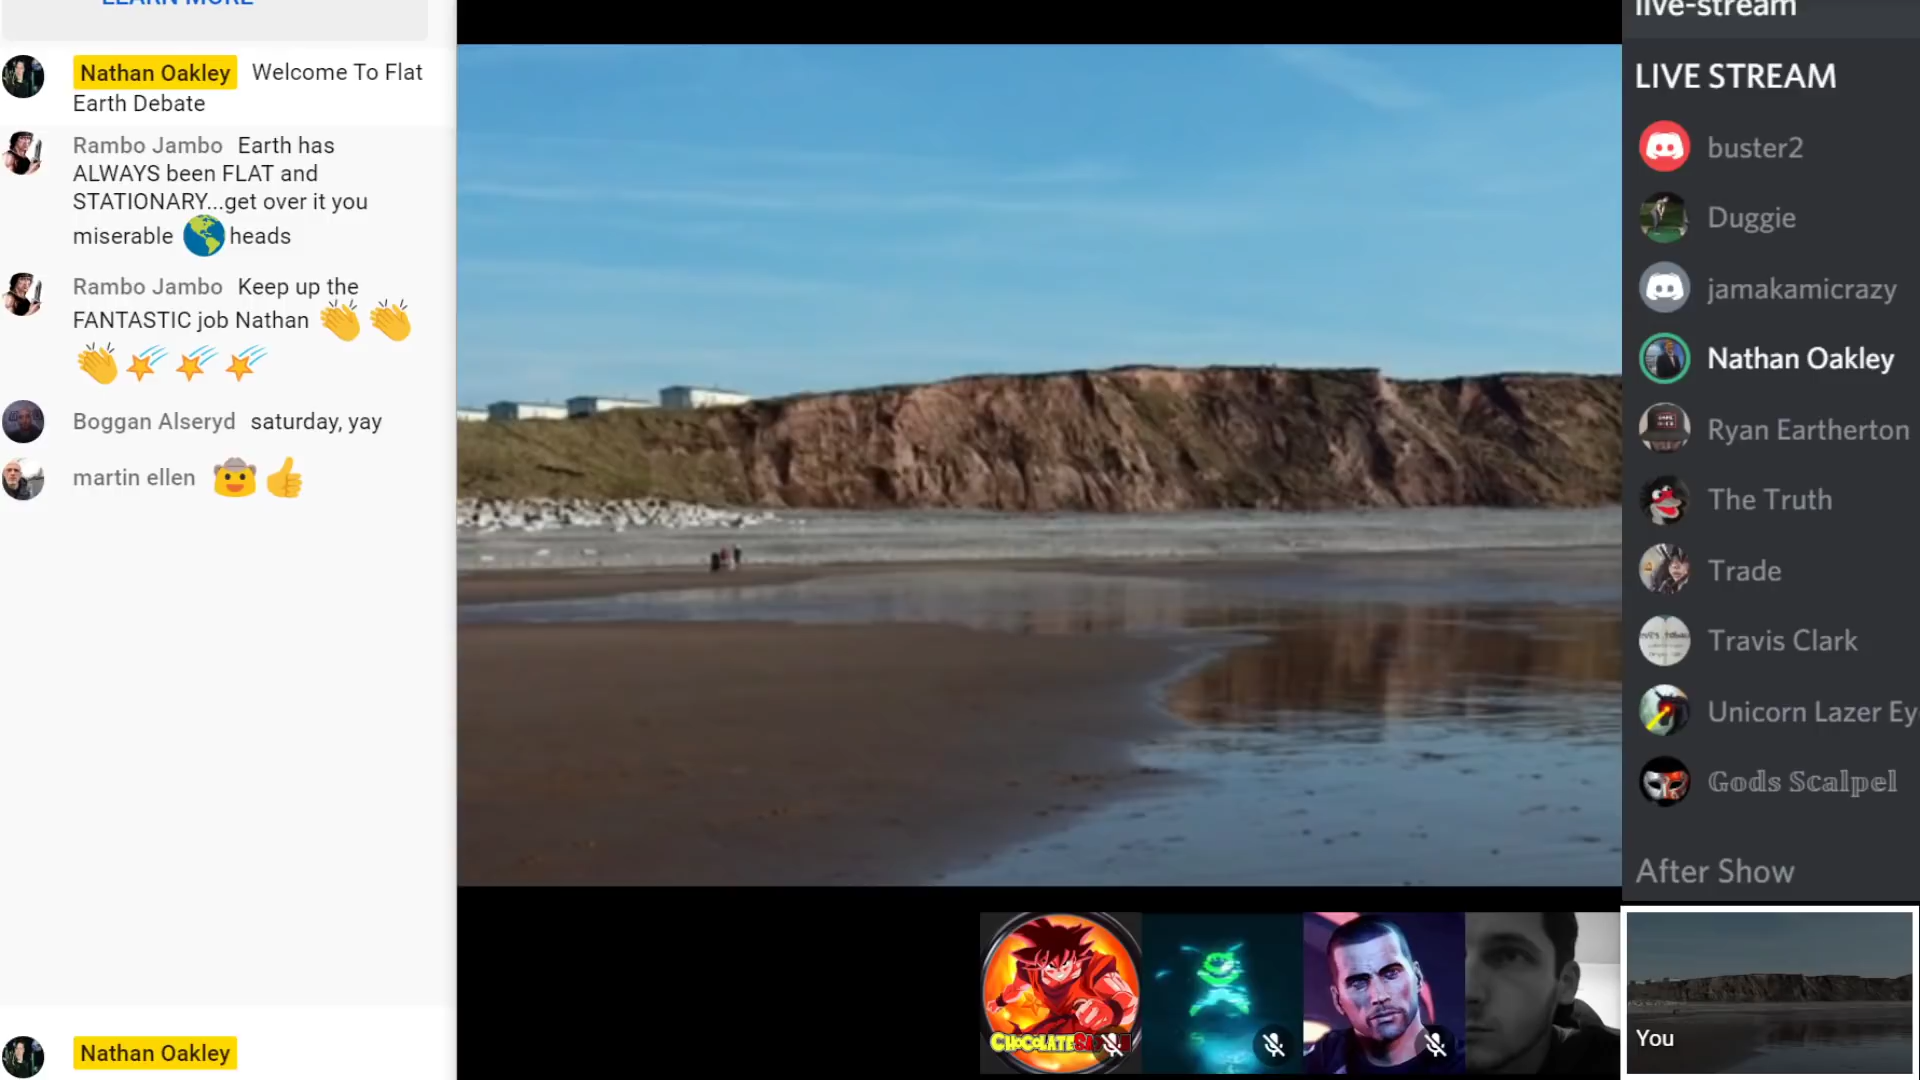 LEARN MORE
Nathan Oakley Welcome To Flat
Earth Debate
Rambo Jambo Earth has
ALWAYS been FLAT and
STATIONARY...get over it you
miserable 🌎 heads
Rambo Jambo Keep up the
FANTASTIC job Nathan 👏 👏
👏 🌠 🌠 🌠
Boggan Alseryd saturday, yay
martin ellen 🤠 👍
Nathan Oakley
live-stream
LIVE STREAM
buster2
Duggie
jamakamicrazy
Nathan Oakley
Ryan Eartherton
The Truth
Trade
Travis Clark
Unicorn Lazer Ey
Gods Scalpel
After Show
You